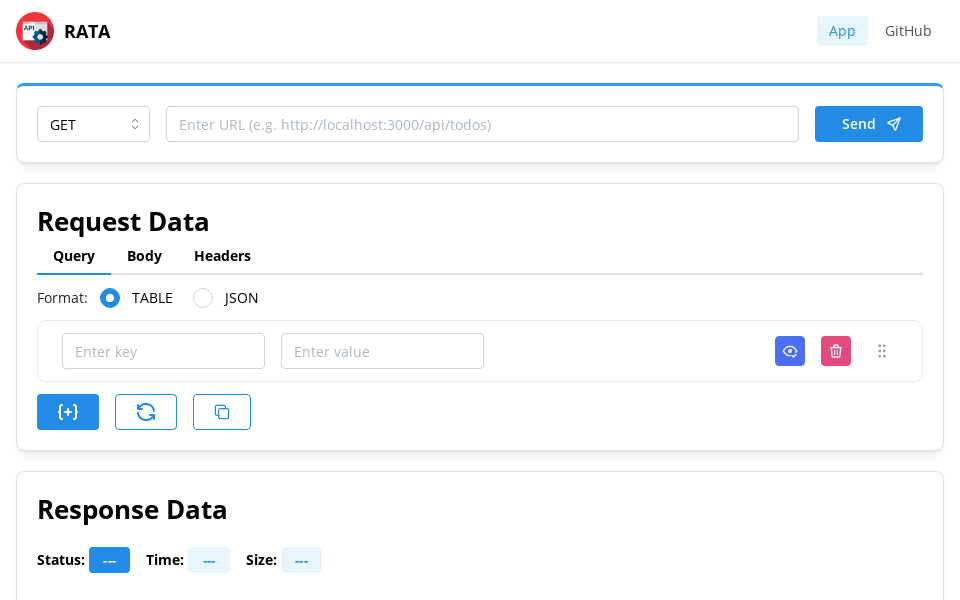 API
RATA
App
GitHub
GET
Enter URL (e.g. http://localhost:3000/api/todos)
Send
Request Data
Query
Body
Headers
Format:
TABLE
JSON
Enter key
Enter value
{+}
Response Data
Status: ---
Time: ---
Size: ---